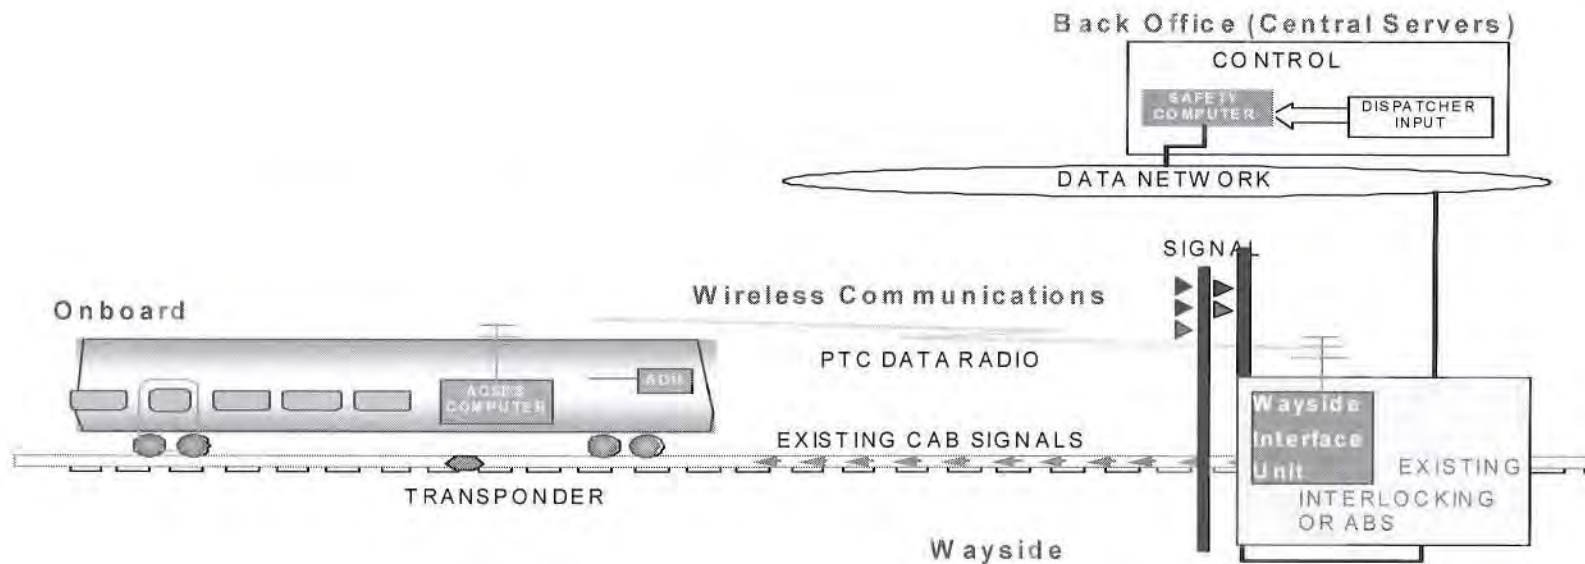 Back Office (Central Servers)
CONTROL
SAFETY
COMPUTER
DISPATCHER
INPUT
DATA NETWORK
SIGNAL
Wireless Communications
Onboard
PTC DATA RADIO
ADU
COMPUTER
EXISTING CAB SIGNALS
TRANSPONDER
Wayside
Interface
Unit
EXISTING
INTERLOCKING
OR ABS
Wayside